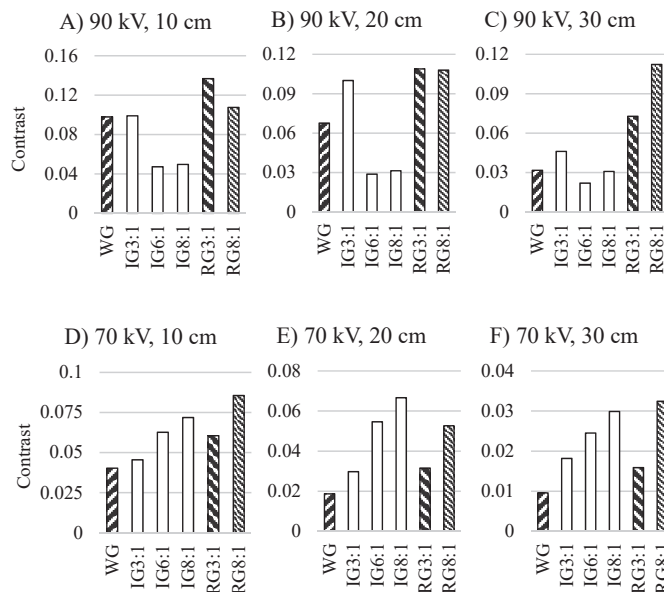 A) 90 kV, 10 cm
B) 90 kV, 20 cm
C) 90 kV, 30 cm
Contrast
0.16
0.12
0.08
0.04
0
WG
IG3:1
IG6:1
IG8:1
RG3:1
RG8:1
0.12
0.09
0.06
0.03
0
WG
IG3:1
IG6:1
IG8:1
RG3:1
RG8:1
0.12
0.09
0.06
0.03
0
WG
IG3:1
IG6:1
IG8:1
RG3:1
RG8:1
D) 70 kV, 10 cm
E) 70 kV, 20 cm
F) 70 kV, 30 cm
Contrast
0.1
0.075
0.05
0.025
0
WG
IG3:1
IG6:1
IG8:1
RG3:1
RG8:1
0.08
0.06
0.04
0.02
0
WG
IG3:1
IG6:1
IG8:1
RG3:1
RG8:1
0.04
0.03
0.02
0.01
0
WG
IG3:1
IG6:1
IG8:1
RG3:1
RG8:1